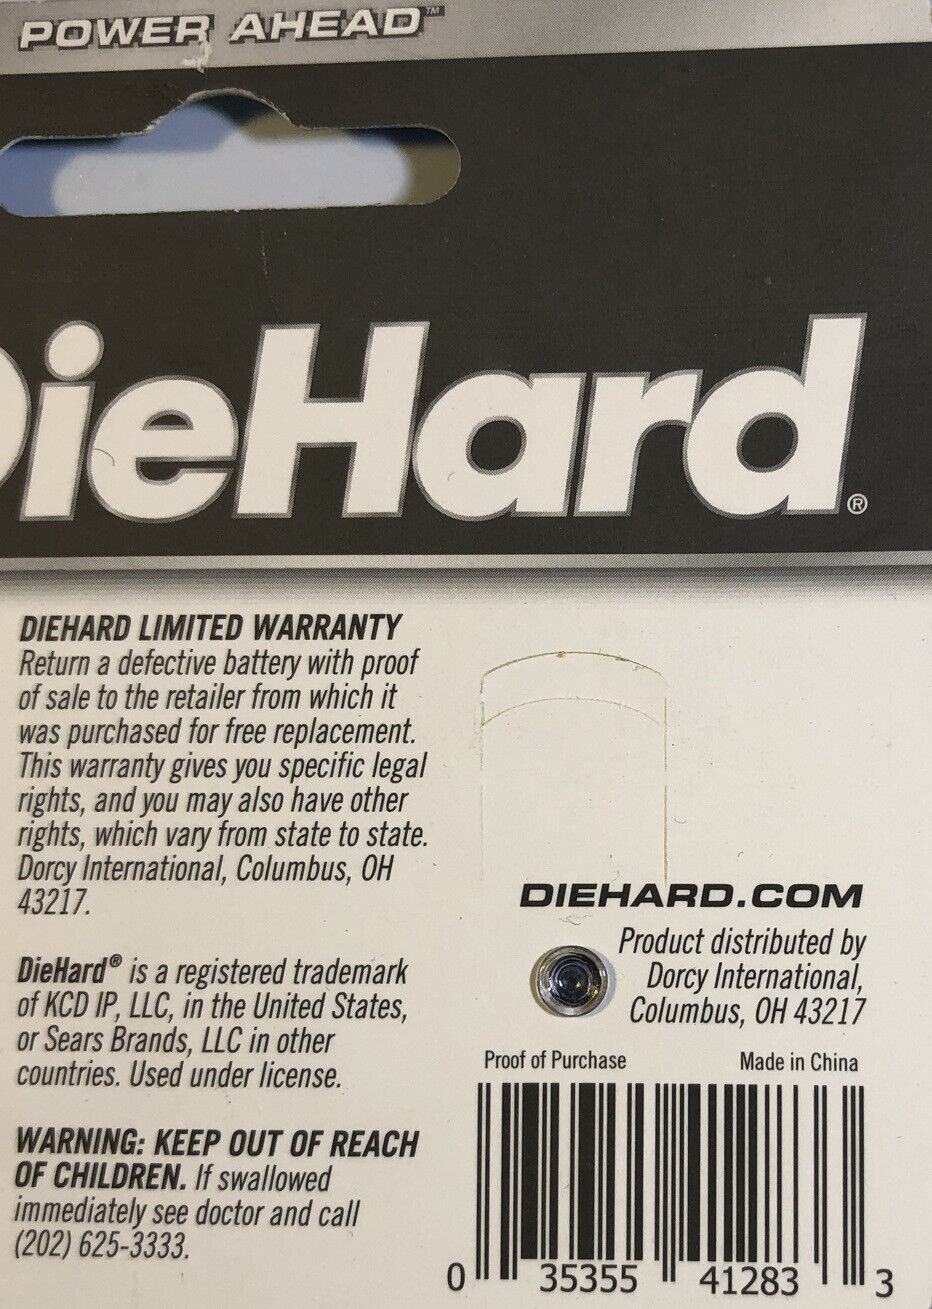 POWER AHEAD™
DieHard®
DIEHARD LIMITED WARRANTY
Return a defective battery with proof
of sale to the retailer from which it
was purchased for free replacement.
This warranty gives you specific legal
rights, and you may also have other
rights, which vary from state to state.
Dorcy International, Columbus, OH
43217.
DieHard® is a registered trademark
of KCD IP, LLC, in the United States,
or Sears Brands, LLC in other
countries. Used under license.
WARNING: KEEP OUT OF REACH
OF CHILDREN. If swallowed
immediately see doctor and call
(202) 625-3333.
DIEHARD.COM
Product distributed by
Dorcy International,
Columbus, OH 43217
Proof of Purchase
Made in China
0 35355 41283 3